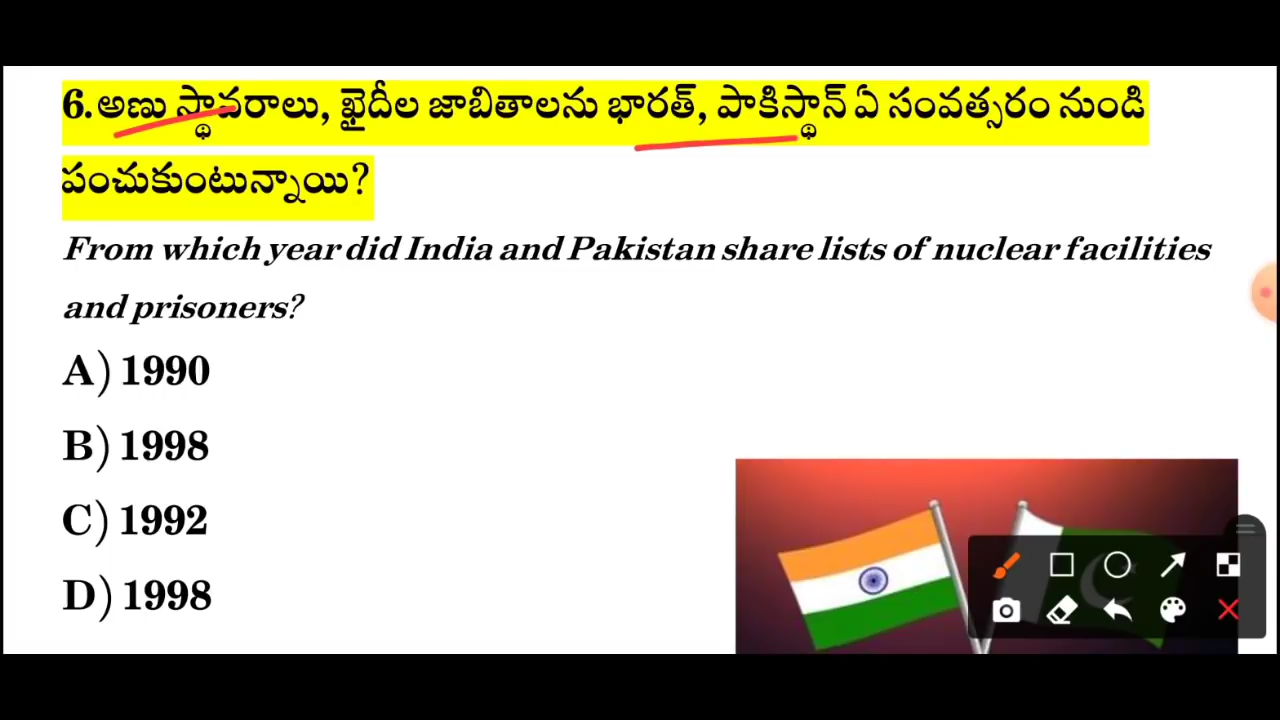 6.అణు స్థావరాలు, ఖైదీల జాబితాలను భారత్, పాకిస్థాన్ ఏ సంవత్సరం నుండి
పంచుకుంటున్నాయి?
From which year did India and Pakistan share lists of nuclear facilities
and prisoners?
A) 1990
B) 1998
C) 1992
D) 1998